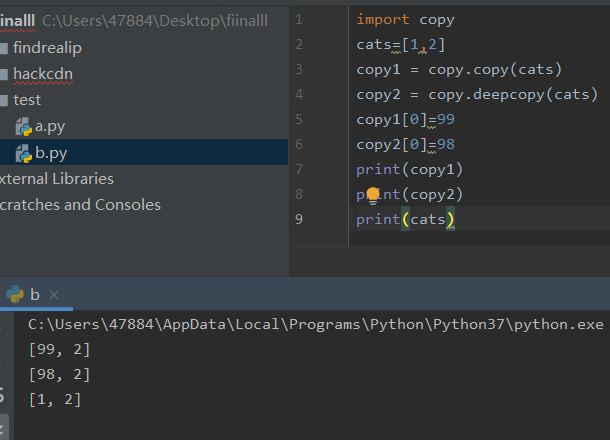 inalll C:\Users\47884\Desktop\fiinalll
findrealip
hackcdn
test
a.py
b.py
xternal Libraries
cratches and Consoles
1 import copy
2 cats=[1,2]
3 copy1 = copy.copy(cats)
4 copy2 = copy.deepcopy(cats)
5 copy1[0]=99
6 copy2[0]=98
7 print(copy1)
8 print(copy2)
9 print(cats)
b
C:\Users\47884\AppData\Local\Programs\Python\Python37\python.exe
[99, 2]
[98, 2]
[1, 2]